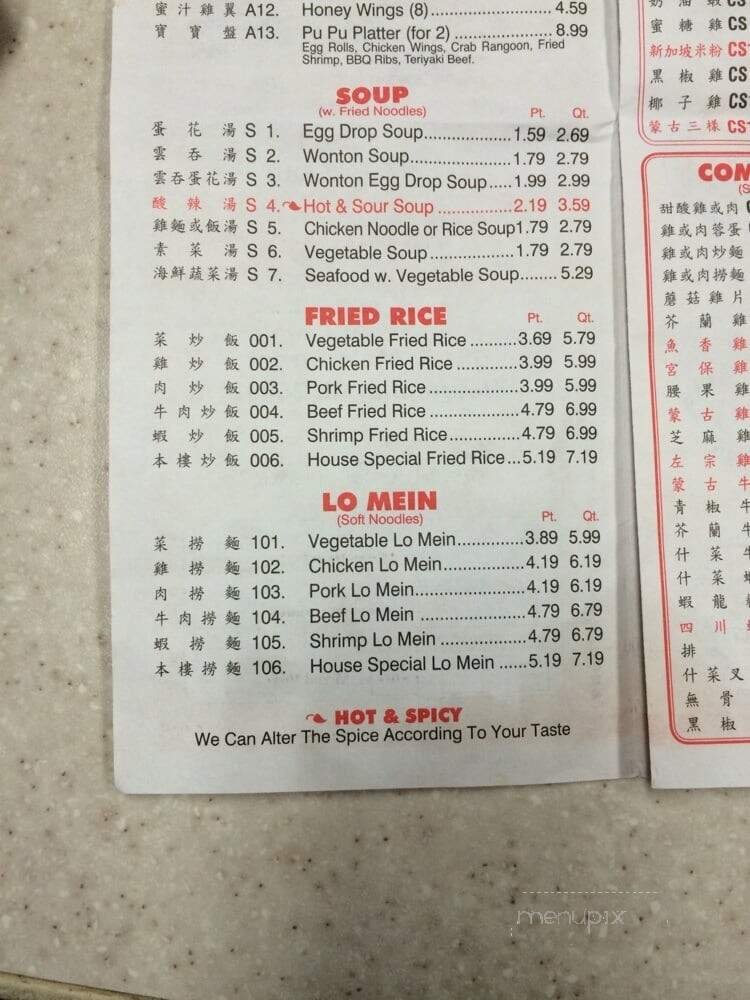 蜜汁雞翼 A12. Honey Wings (8) 4.59
寶寶盤 A13. Pu Pu Platter (for 2) 8.99
Egg Rolls, Chicken Wings, Crab Rangoon, Fried
Shrimp, BBQ Ribs, Teriyaki Beef.
SOUP
(w. Fried Noodles) Pt. Qt.
蛋花湯 S 1. Egg Drop Soup 1.59 2.69
雲吞湯 S 2. Wonton Soup 1.79 2.79
雲吞蛋花湯 S 3. Wonton Egg Drop Soup 1.99 2.99
酸辣湯 S 4. Hot & Sour Soup 2.19 3.59
雞麵或飯湯 S 5. Chicken Noodle or Rice Soup 1.79 2.79
素菜湯 S 6. Vegetable Soup 1.79 2.79
海鮮蔬菜湯 S 7. Seafood w. Vegetable Soup 5.29
FRIED RICE Pt. Qt.
菜炒飯 001. Vegetable Fried Rice 3.69 5.79
雞炒飯 002. Chicken Fried Rice 3.99 5.99
肉炒飯 003. Pork Fried Rice 3.99 5.99
牛肉炒飯 004. Beef Fried Rice 4.79 6.99
蝦炒飯 005. Shrimp Fried Rice 4.79 6.99
本樓炒飯 006. House Special Fried Rice 5.19 7.19
LO MEIN
(Soft Noodles) Pt. Qt.
菜撈麵 101. Vegetable Lo Mein 3.89 5.99
雞撈麵 102. Chicken Lo Mein 4.19 6.19
肉撈麵 103. Pork Lo Mein 4.19 6.19
牛肉撈麵 104. Beef Lo Mein 4.79 6.79
蝦撈麵 105. Shrimp Lo Mein 4.79 6.79
本樓撈麵 106. House Special Lo Mein 5.19 7.19
HOT & SPICY
We Can Alter The Spice According To Your Taste
奶油蝦 CS
蜜糖雞 CS
新加坡米粉 CS
黑椒雞 CS
椰子雞 CS
蒙古三樣 CS
COM
甜酸雞或肉
雞或肉蓉蛋
雞或肉炒麵
雞或肉撈麵
蘑菇雞片
芥蘭雞
魚香雞
宮保雞
腰果雞
蒙古雞
芝麻雞
左宗雞
蒙古牛
青椒牛
芥蘭牛
什菜牛
什菜
蝦龍
四川
排
什菜叉
無骨
黑椒
menupix